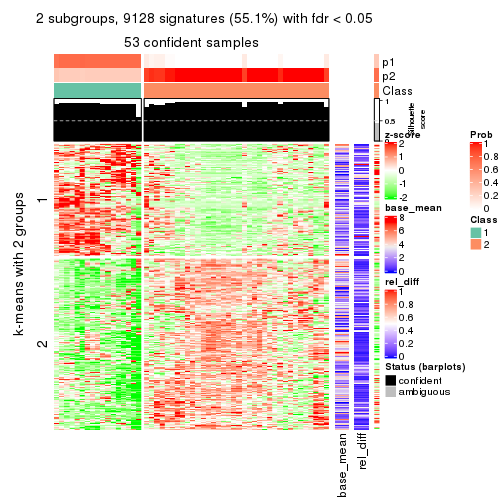 2 subgroups, 9128 signatures (55.1%) with fdr < 0.05
53 confident samples
p1
p2
Class
1
0.5
0
Silhouette
score
k-means with 2 groups
1
2
base_mean
rel_diff
z-score
2
1
0
-1
-2
base_mean
8
6
4
2
0
rel_diff
1
0.8
0.6
0.4
0.2
0
Status (barplots)
confident
ambiguous
Prob
1
0.8
0.6
0.4
0.2
0
Class
1
2